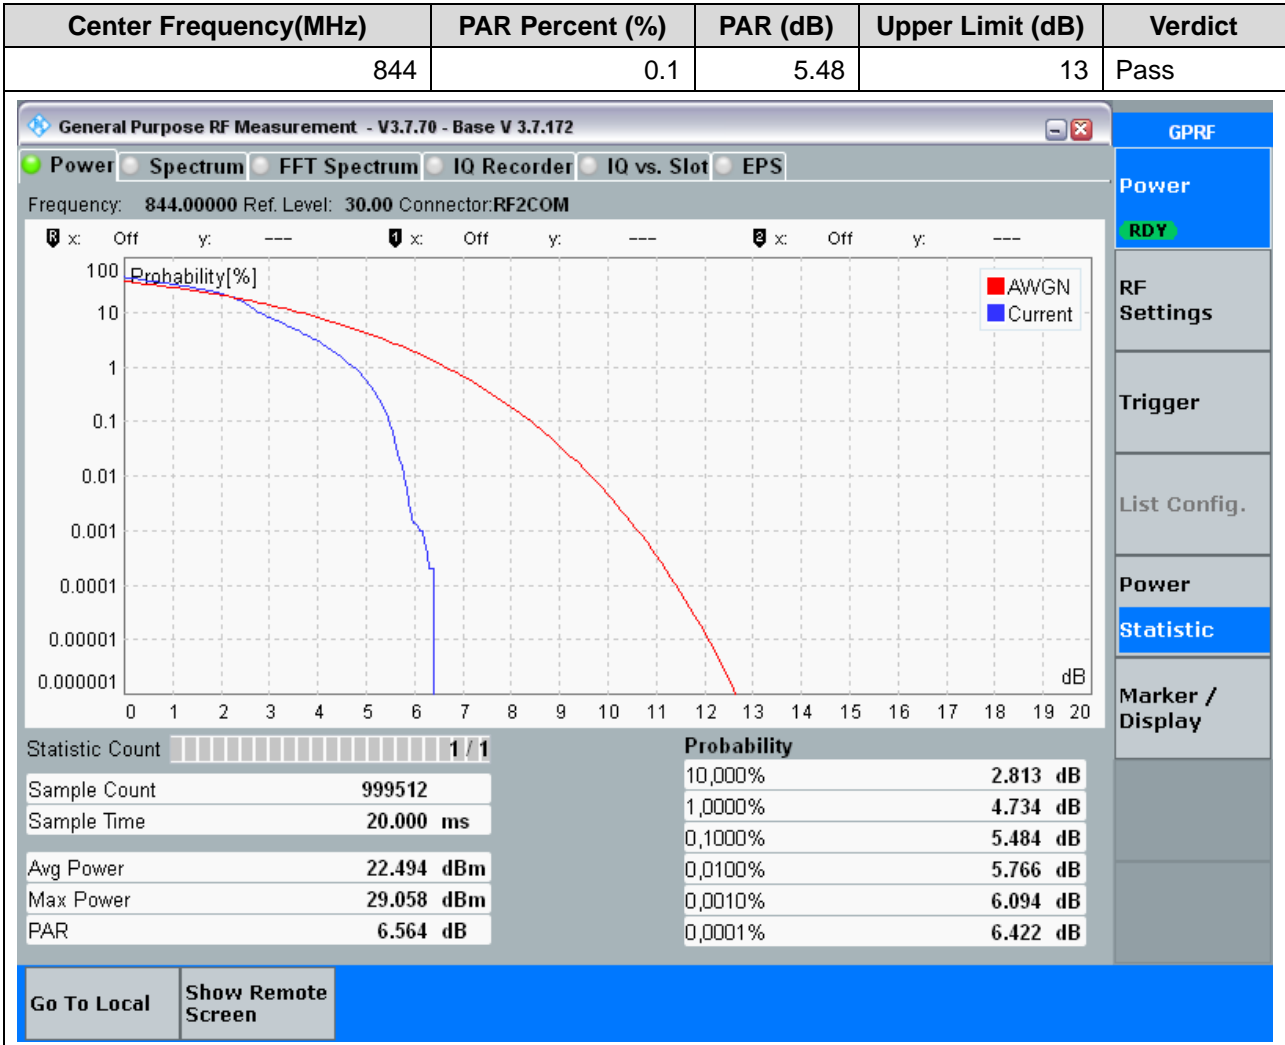 Center Frequency(MHz) PAR Percent (%) PAR (dB) Upper Limit (dB) Verdict
844 0.1 5.48 13 Pass
General Purpose RF Measurement - V3.7.70 - Base V 3.7.172
GPRF
Power Spectrum FFT Spectrum IQ Recorder IQ vs. Slot EPS
Frequency: 844.00000 Ref. Level: 30.00 Connector:RF2COM
R x: Off y: --- 1 x: Off y: --- 2 x: Off y: ---
Probability[%]
AWGN
Current
100
10
1
0.1
0.01
0.001
0.0001
0.00001
0.000001
dB
0 1 2 3 4 5 6 7 8 9 10 11 12 13 14 15 16 17 18 19 20
Statistic Count 1 / 1
Sample Count 999512
Sample Time 20.000 ms
Avg Power 22.494 dBm
Max Power 29.058 dBm
PAR 6.564 dB
Probability
10,000% 2.813 dB
1,0000% 4.734 dB
0,1000% 5.484 dB
0,0100% 5.766 dB
0,0010% 6.094 dB
0,0001% 6.422 dB
Power
RDY
RF
Settings
Trigger
List Config.
Power
Statistic
Marker /
Display
Go To Local
Show Remote
Screen